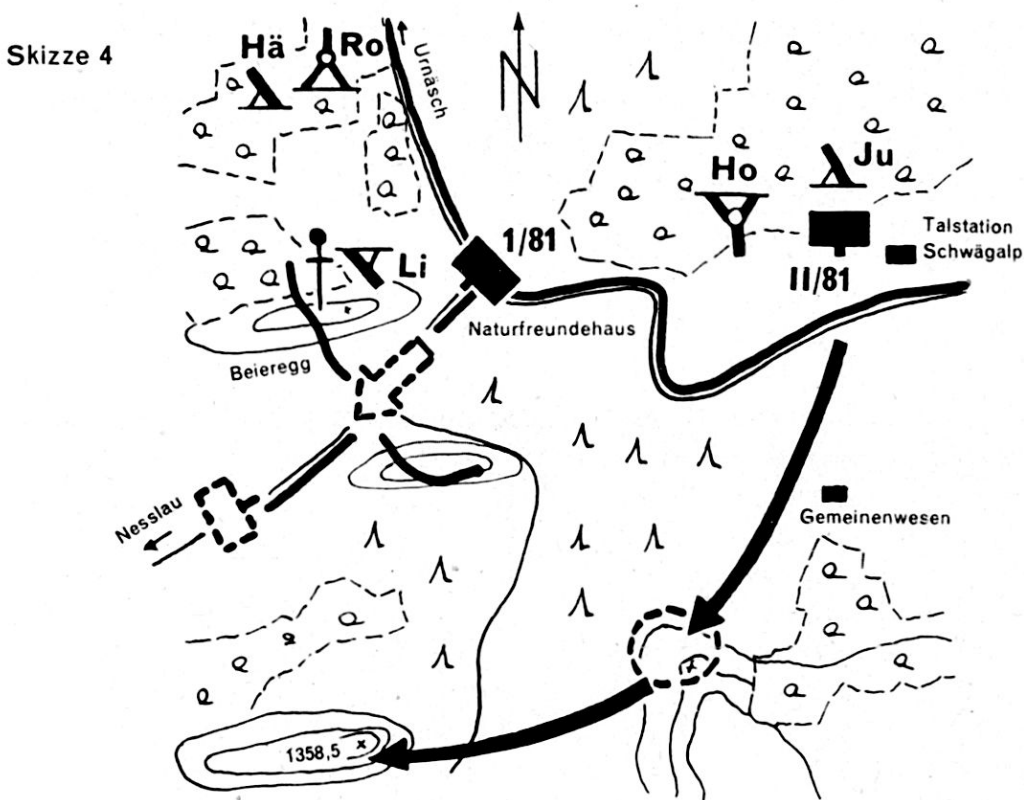 Skizze 4
Hä
Ro
Urnäsch
N
Ho
Ju
Talstation
Schwägalp
1/81
II/81
Li
Naturfreundehaus
Beieregg
Nesslau
Gemeinenwesen
1358,5